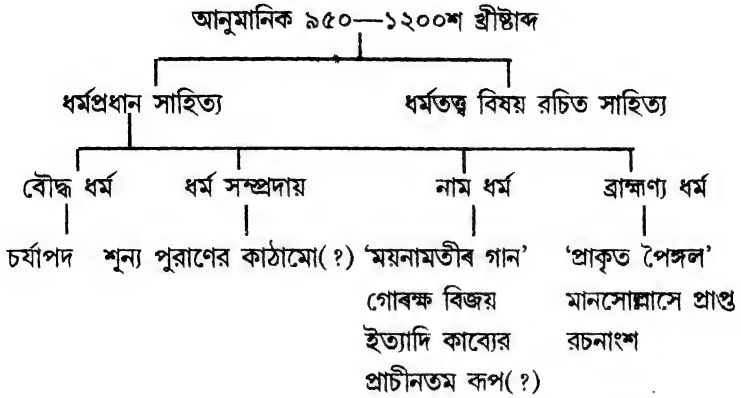 আনুমানিক ৯৫০—১২০০শ খ্রীষ্টাব্দ
ধর্মপ্রধান সাহিত্য ধর্মতত্ত্ব বিষয় রচিত সাহিত্য
বৌদ্ধ ধর্ম ধর্ম সম্প্রদায় নাম ধর্ম ব্রাহ্মণ্য ধর্ম
চর্যাপদ শূন্য পুরাণের কাঠামো(?) ‘ময়নামতীৰ গান’ ‘প্রাকৃত পৈঙ্গল’
গোৰক্ষ বিজয় মানসোল্লাসে প্রাপ্ত
ইত্যাদি কাব্যের রচনাংশ
প্রাচীনতম রূপ(?)